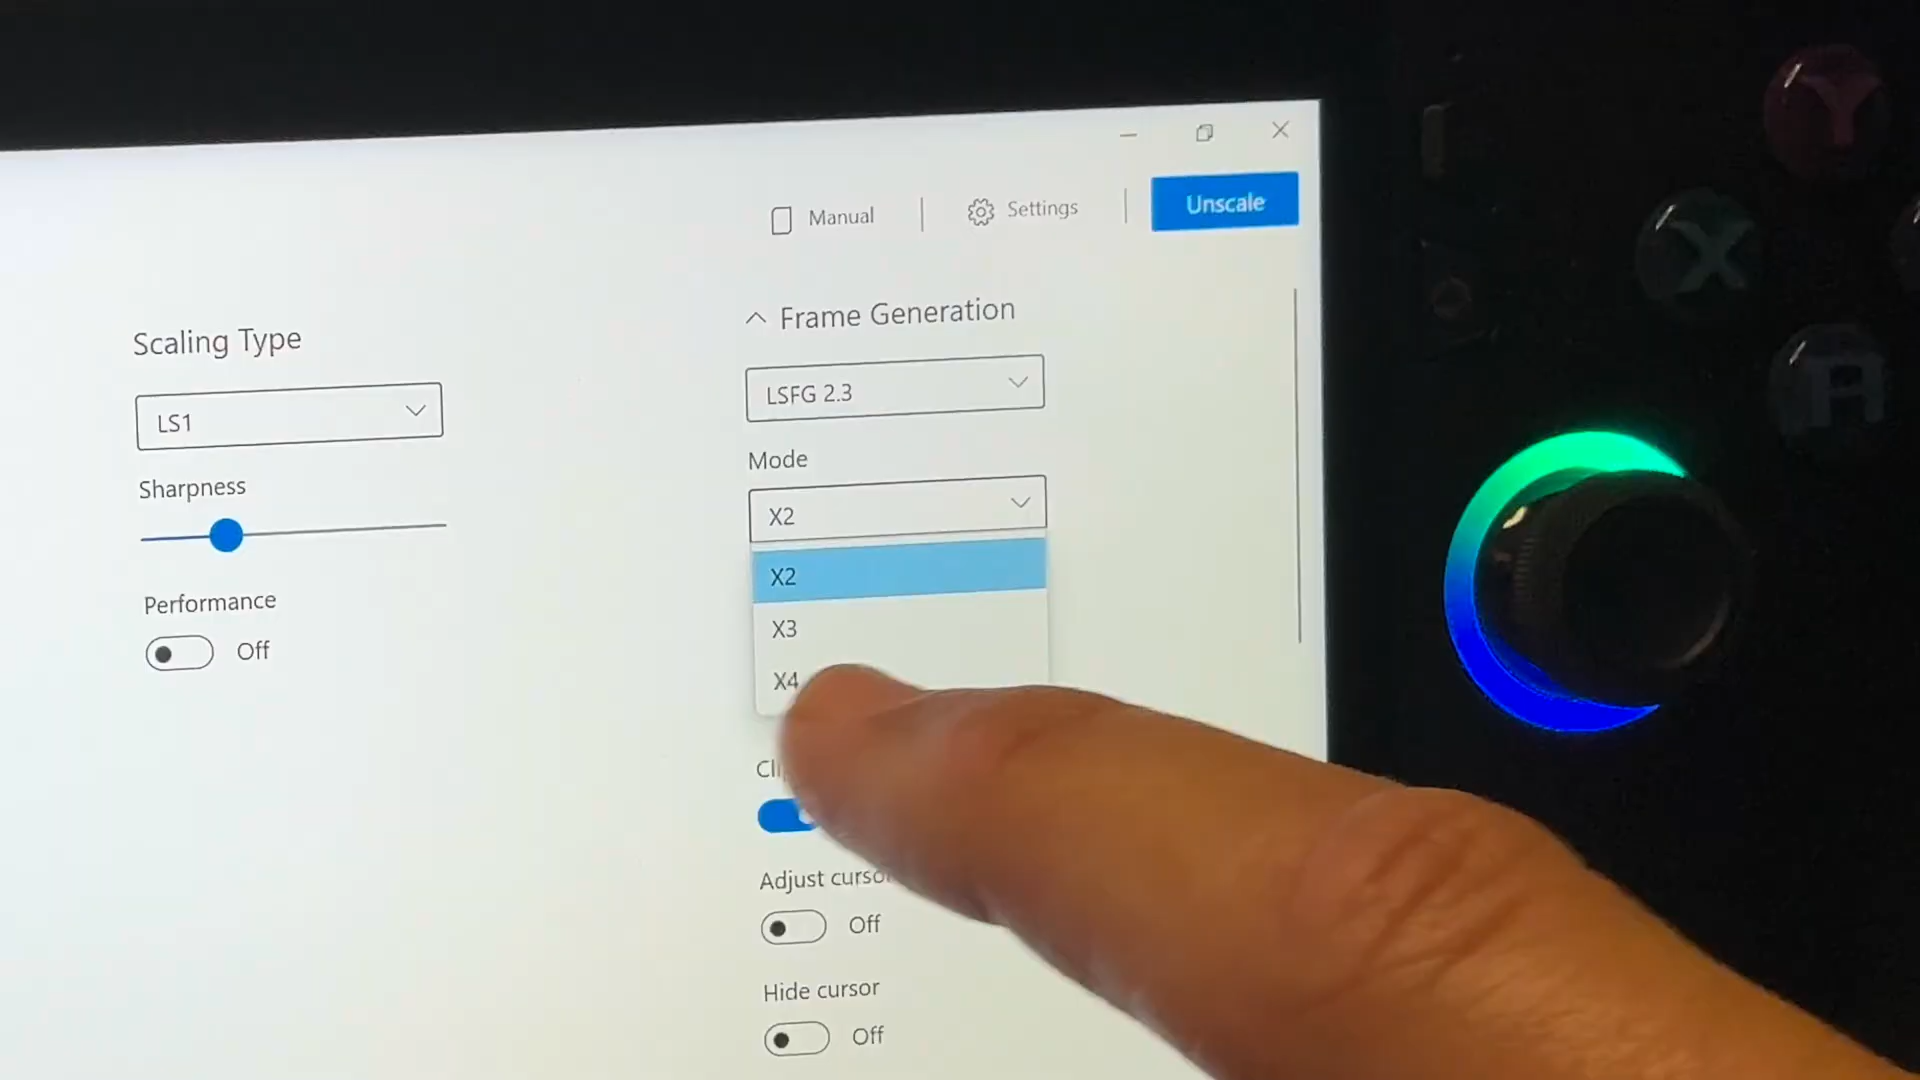 Manual
Settings
Unscale
Scaling Type
LS1
Sharpness
Performance
Off
Frame Generation
LSFG 2.3
Mode
X2
X2
X3
X4
Adjust
Off
Hide cursor
Off
Y
X
A